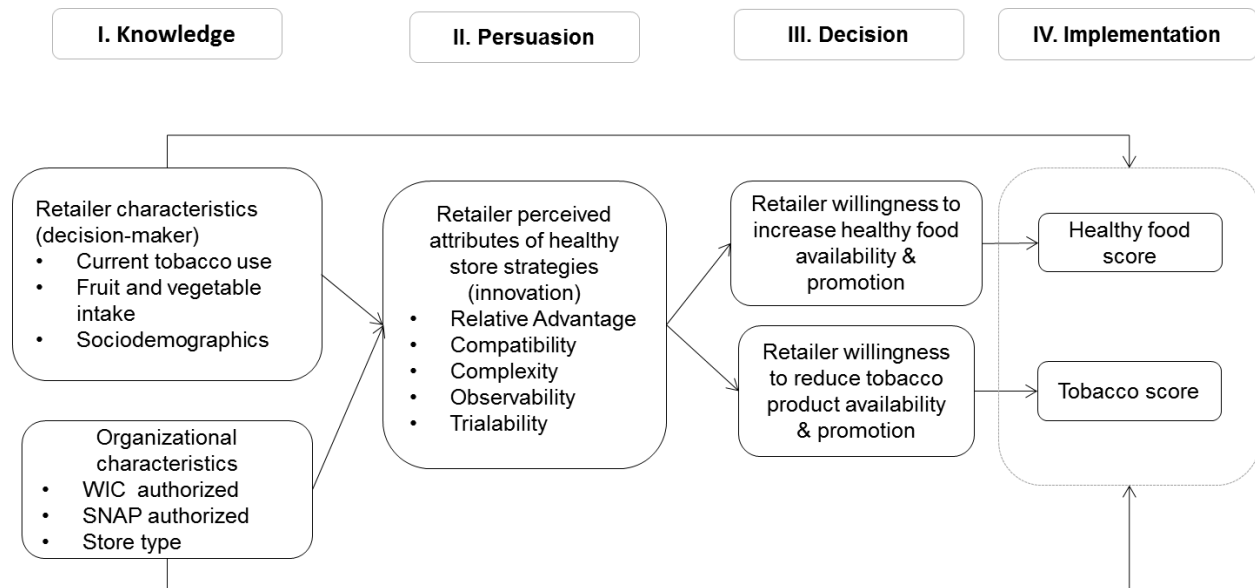 I. Knowledge
II. Persuasion
III. Decision
IV. Implementation
Retailer characteristics
(decision-maker)
• Current tobacco use
• Fruit and vegetable
intake
• Sociodemographics
Organizational
characteristics
• WIC authorized
• SNAP authorized
• Store type
Retailer perceived
attributes of healthy
store strategies
(innovation)
• Relative Advantage
• Compatibility
• Complexity
• Observability
• Trialability
Retailer willingness to
increase healthy food
availability &
promotion
Retailer willingness
to reduce tobacco
product availability
& promotion
Healthy food
score
Tobacco score